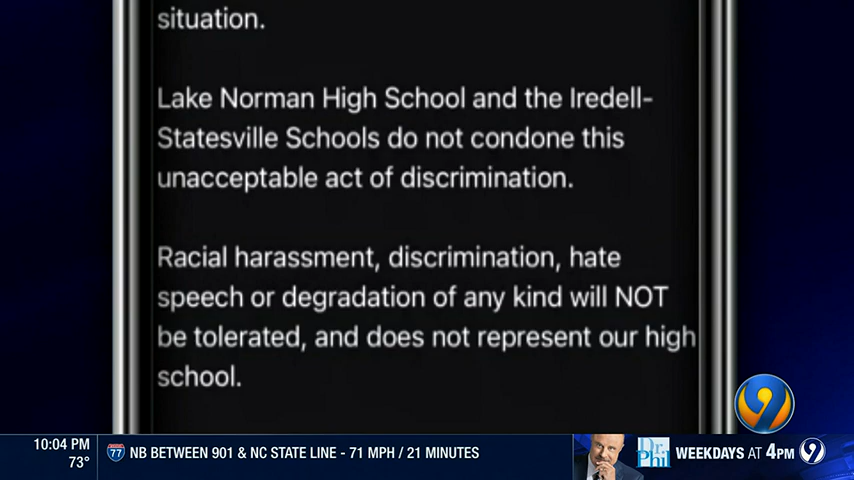 situation.
Lake Norman High School and the Iredell-
Statesville Schools do not condone this
unacceptable act of discrimination.
Racial harassment, discrimination, hate
speech or degradation of any kind will NOT
be tolerated, and does not represent our high
school.
9
10:04 PM
73°
77 NB BETWEEN 901 & NC STATE LINE - 71 MPH / 21 MINUTES
Dr.
Phil
WEEKDAYS AT 4PM 9